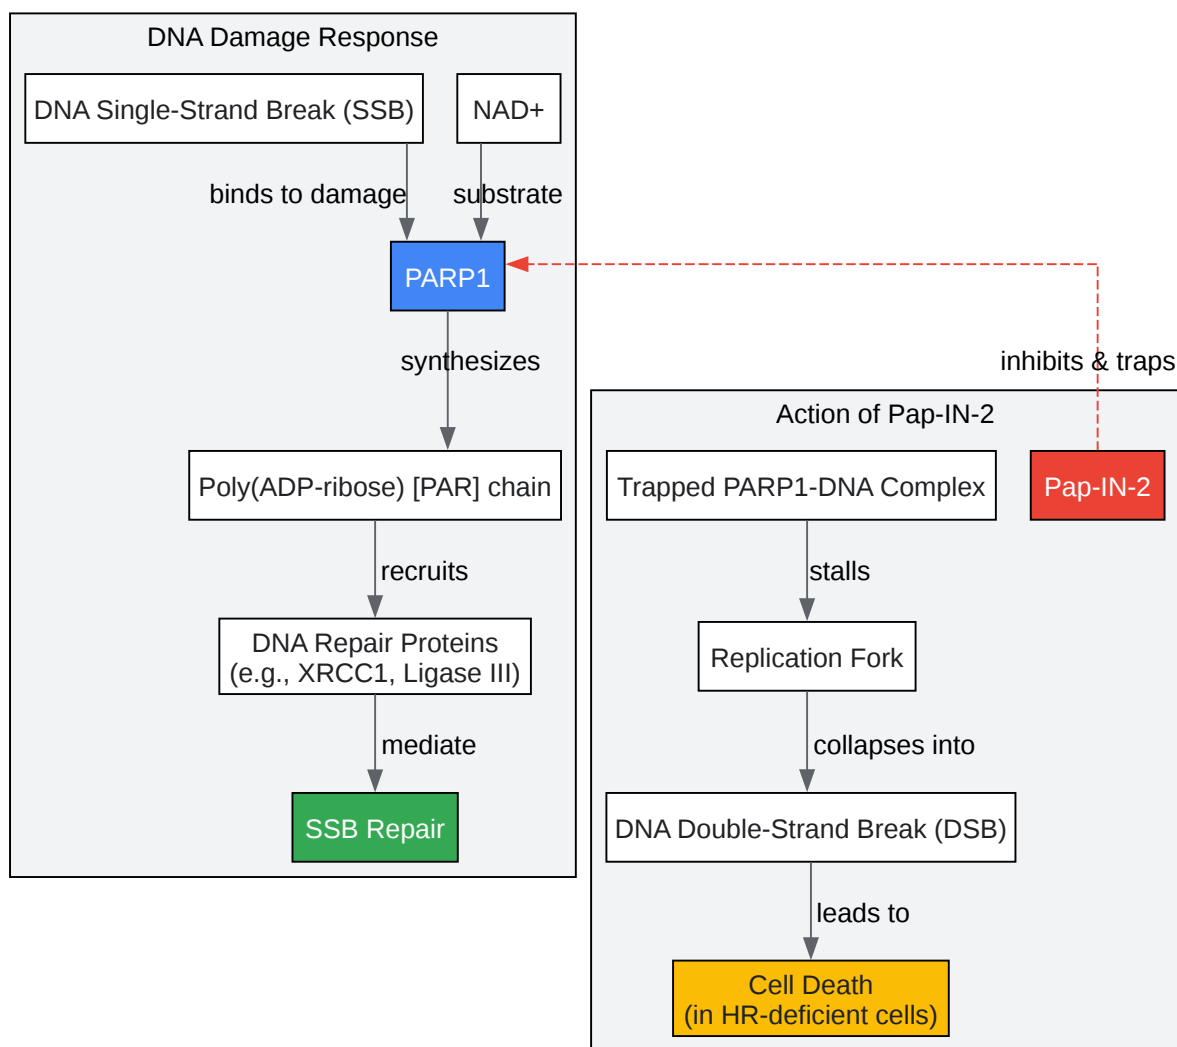 DNA Damage Response
DNA Single-Strand Break (SSB)
NAD+
binds to damage
substrate
PARP1
synthesizes
Poly(ADP-ribose) [PAR] chain
recruits
DNA Repair Proteins
(e.g., XRCC1, Ligase III)
mediate
SSB Repair
inhibits & traps
Action of Pap-IN-2
Trapped PARP1-DNA Complex
Pap-IN-2
stalls
Replication Fork
collapses into
DNA Double-Strand Break (DSB)
leads to
Cell Death
(in HR-deficient cells)